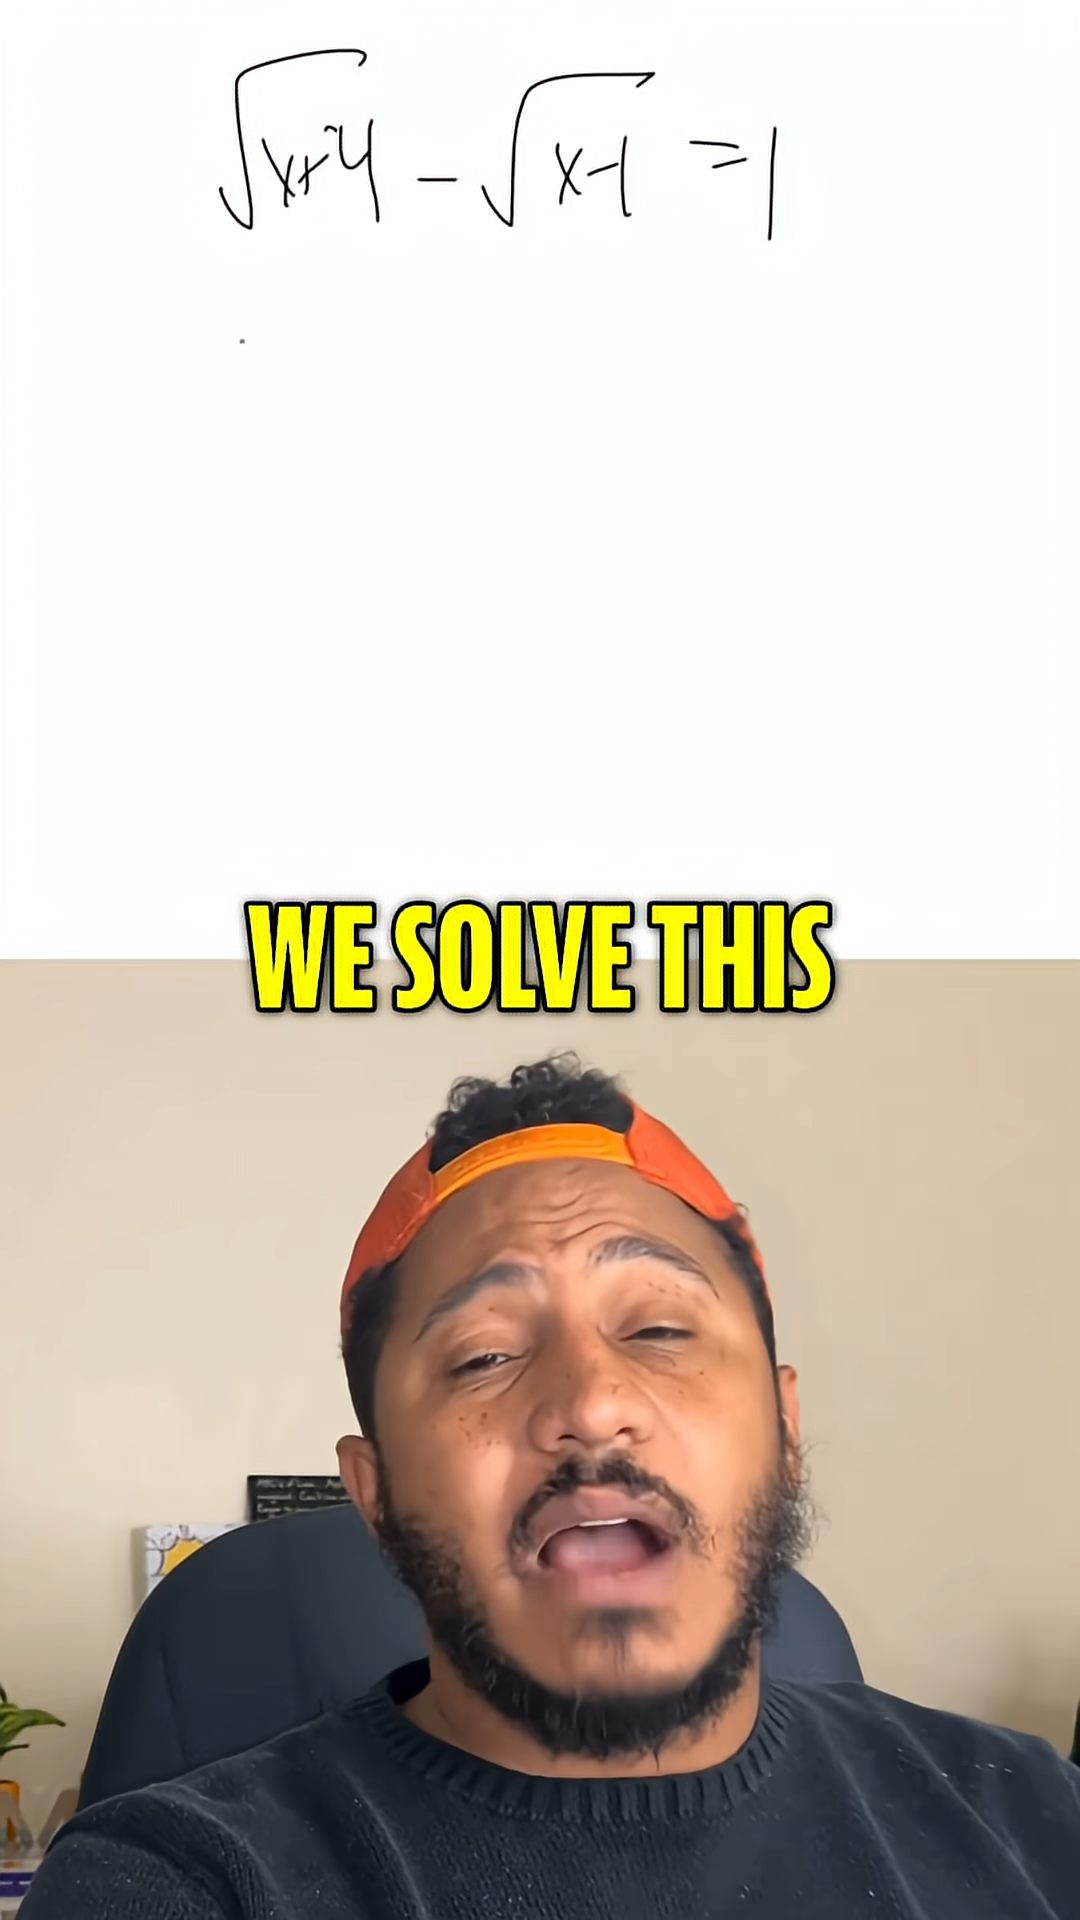 √x+4 - √x-1 = 1
WE SOLVE THIS